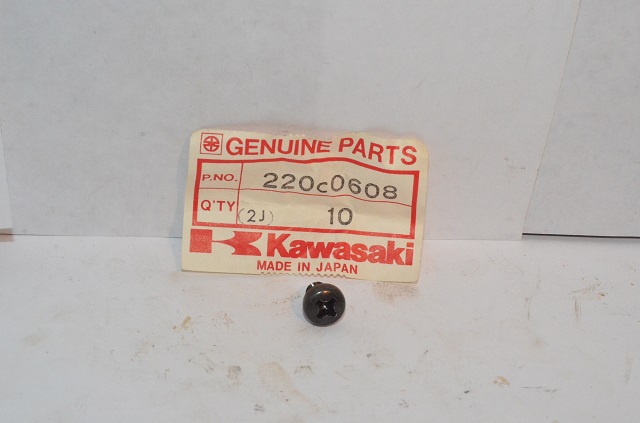 GENUINE PARTS
P.NO. 220c0608
Q'TY (2J) 10
Kawasaki
MADE IN JAPAN